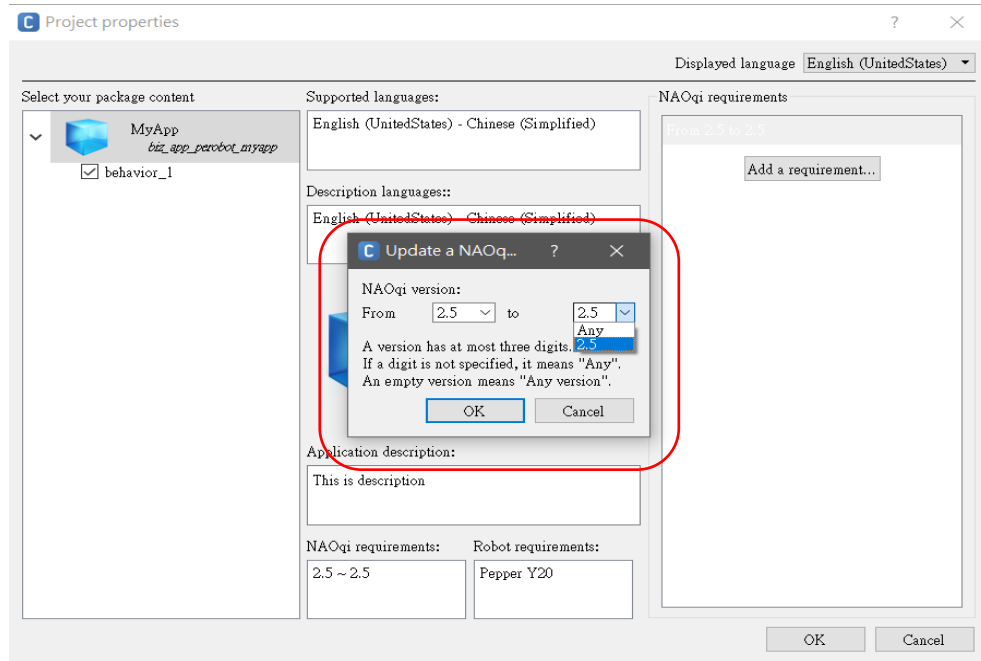 Project properties
Displayed language English (UnitedStates)
Select your package content
MyApp
biz_app_perobot_myapp
behavior_1
Supported languages:
English (UnitedStates) - Chinese (Simplified)
Description languages::
English (UnitedStates) - Chinese (Simplified)
Update a NAOq...
NAOqi version:
From 2.5 to 2.5
Any
2.5
A version has at most three digits.
If a digit is not specified, it means "Any".
An empty version means "Any version".
OK Cancel
Application description:
This is description
NAOqi requirements:
2.5 ~ 2.5
Robot requirements:
Pepper Y20
NAOqi requirements
From 2.5 to 2.5
Add a requirement...
OK Cancel